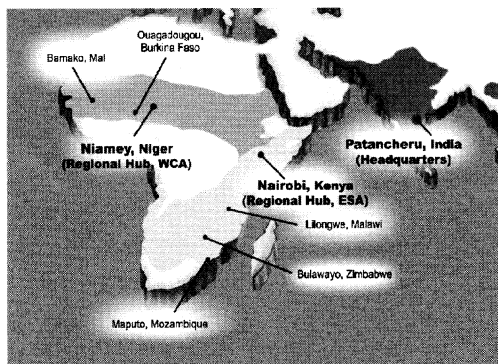 Ouagadougou,
Burkina Faso
Bamako, Mal
Niamey, Niger
(Regional Hub, WCA)
Patancheru, India
(Headquarters)
Nairobi, Kenya
(Regional Hub, ESA)
Lilongwe, Malawi
Bulawayo, Zimbabwe
Maputo, Mozambique